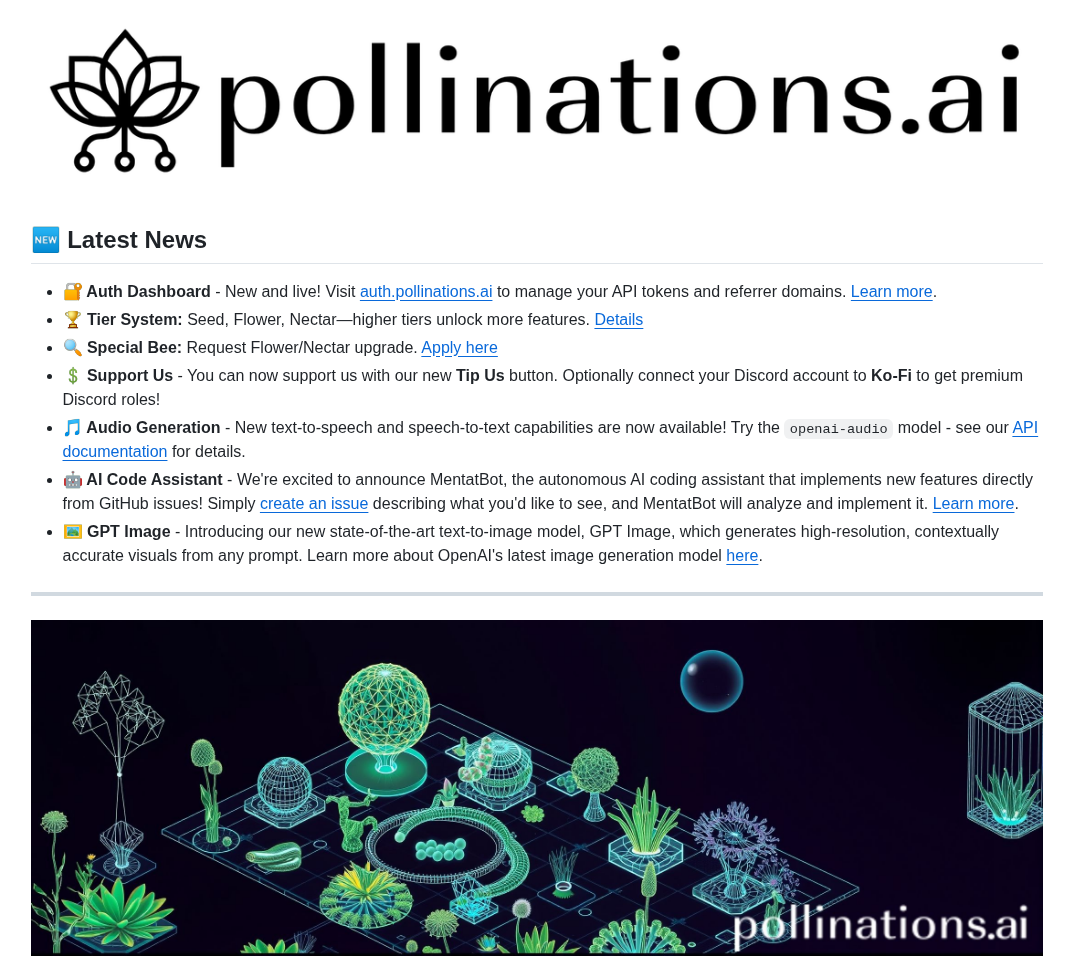 pollinations.ai
NEW Latest News
🔐 Auth Dashboard - New and live! Visit auth.pollinations.ai to manage your API tokens and referrer domains. Learn more.
🏆 Tier System: Seed, Flower, Nectar—higher tiers unlock more features. Details
🔍 Special Bee: Request Flower/Nectar upgrade. Apply here
💲 Support Us - You can now support us with our new Tip Us button. Optionally connect your Discord account to Ko-Fi to get premium
Discord roles!
🎵 Audio Generation - New text-to-speech and speech-to-text capabilities are now available! Try the openai-audio model - see our API
documentation for details.
🤖 AI Code Assistant - We're excited to announce MentatBot, the autonomous AI coding assistant that implements new features directly
from GitHub issues! Simply create an issue describing what you'd like to see, and MentatBot will analyze and implement it. Learn more.
🖼️ GPT Image - Introducing our new state-of-the-art text-to-image model, GPT Image, which generates high-resolution, contextually
accurate visuals from any prompt. Learn more about OpenAI's latest image generation model here.
pollinations.ai